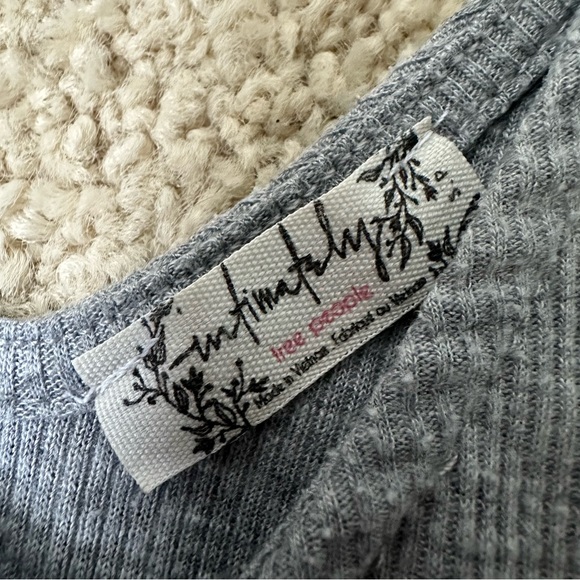 intimately
free people
Made in Vietnam Fabriqué au Vietnam